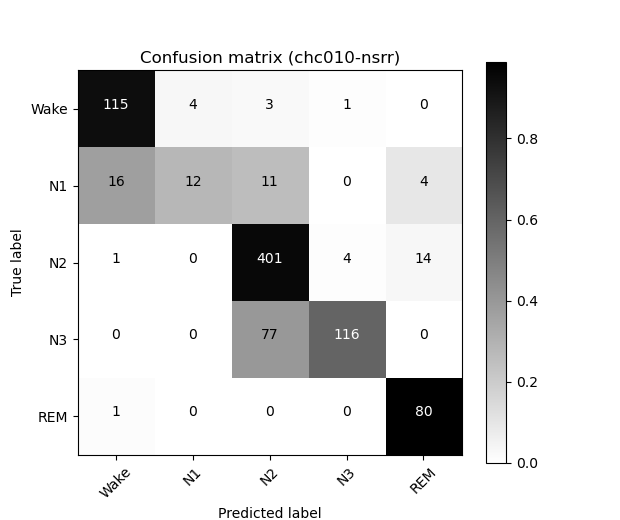 Confusion matrix (chc010-nsrr)
Wake 115 4 3 1 0
N1 16 12 11 0 4
N2 1 0 401 4 14
N3 0 0 77 116 0
REM 1 0 0 0 80
Wake N1 N2 N3 REM
Predicted label
True label
0.8
0.6
0.4
0.2
0.0